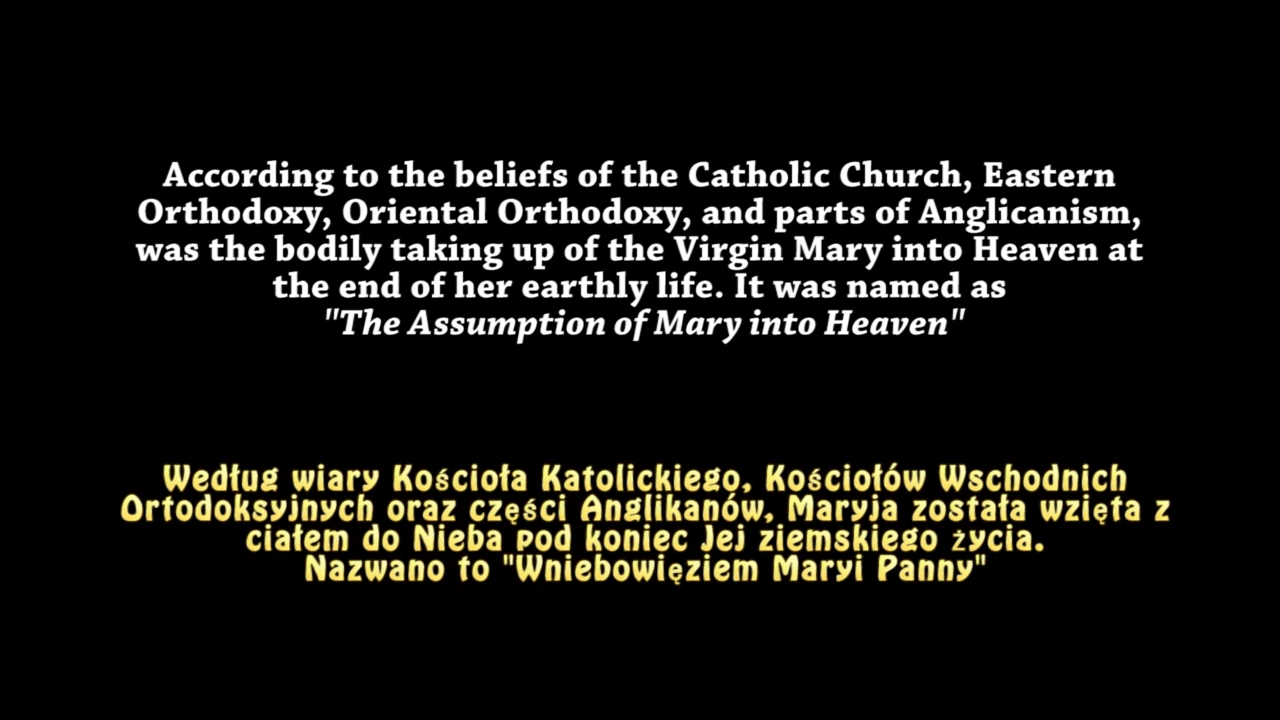 According to the beliefs of the Catholic Church, Eastern
Orthodoxy, Oriental Orthodoxy, and parts of Anglicanism,
was the bodily taking up of the Virgin Mary into Heaven at
the end of her earthly life. It was named as
"The Assumption of Mary into Heaven"
Według wiary Kościoła Katolickiego, Kościołów Wschodnich
Ortodoksyjnych oraz części Anglikanów, Maryja została wzięta z
ciałem do Nieba pod koniec Jej ziemskiego życia.
Nazwano to "Wniebowięziem Maryi Panny"